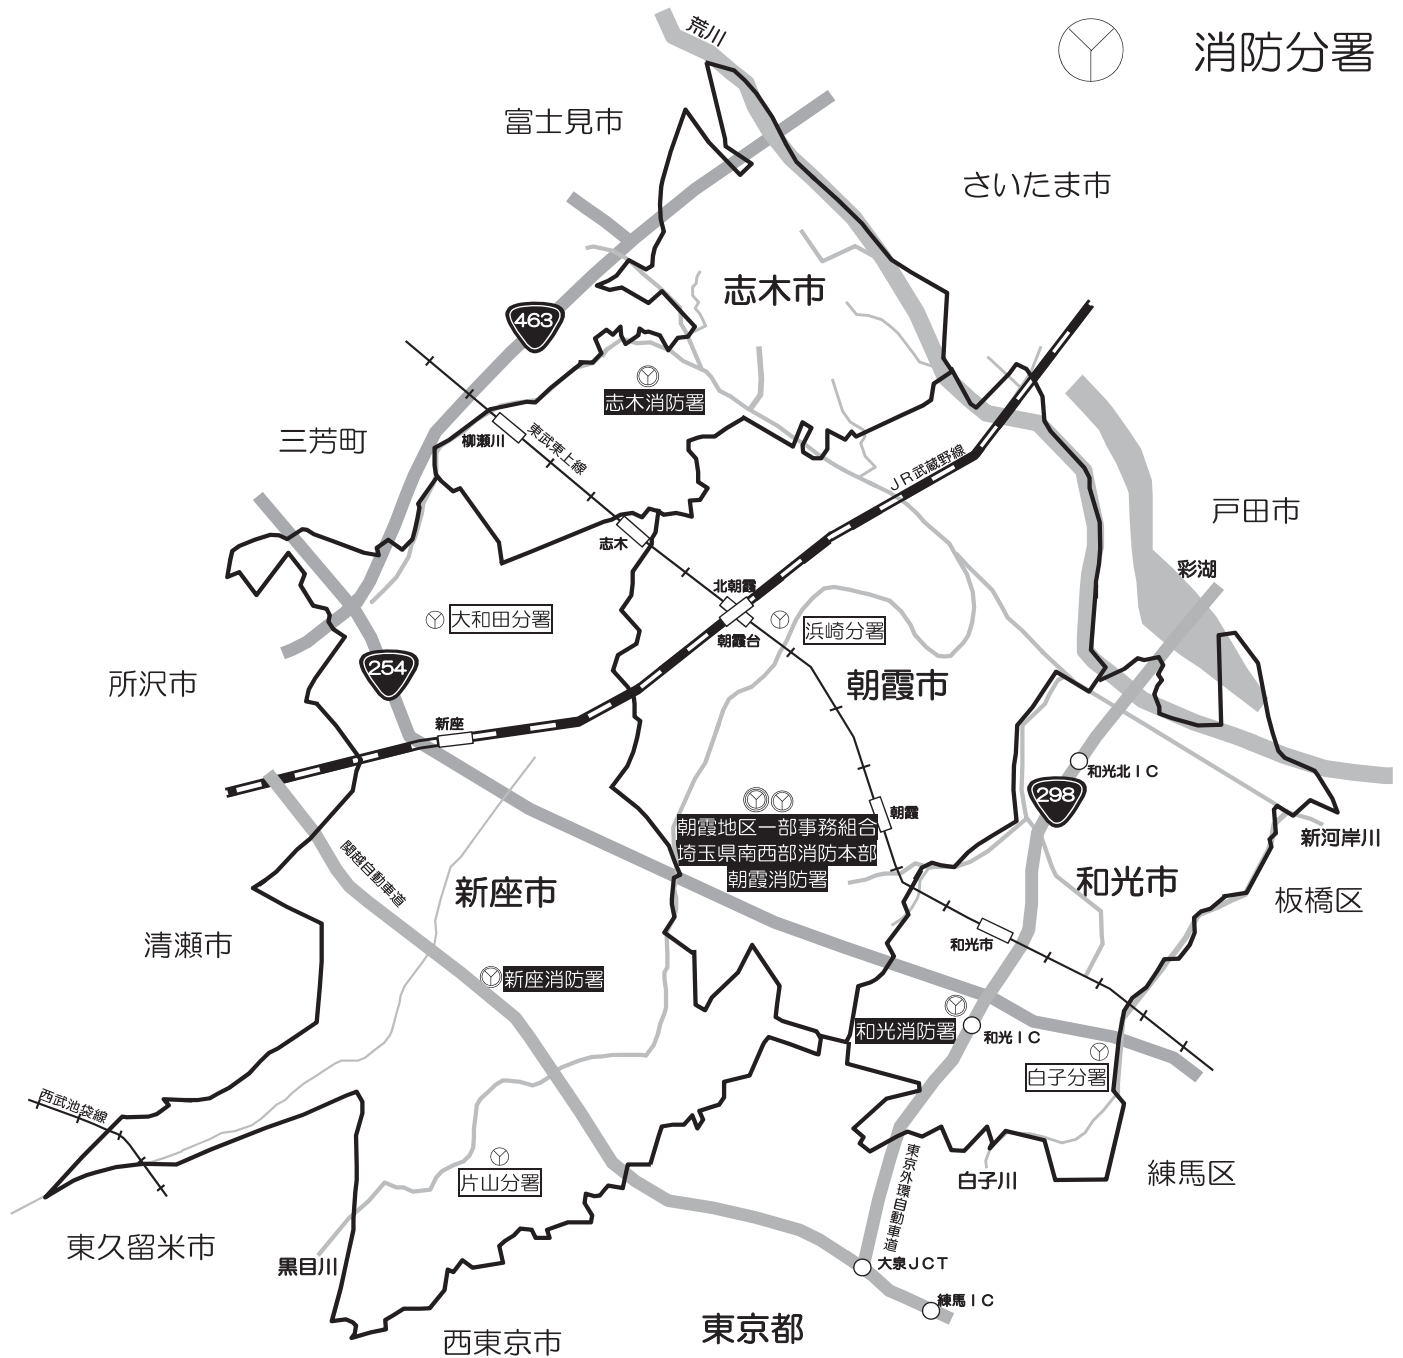 荒川
消防分署
富士見市
さいたま市
志木市
463
志木消防署
三芳町
柳瀬川
東武東上線
JR武蔵野線
戸田市
志木
彩湖
北朝霞
大和田分署
浜崎分署
朝霞台
254
所沢市
朝霞市
新座
和光北IC
298
朝霞
朝霞地区一部事務組合
埼玉県南西部消防本部
朝霞消防署
新河岸川
関越自動車道
新座市
和光市
板橋区
清瀬市
和光市
新座消防署
和光消防署
和光IC
白子分署
西武池袋線
東京外環自動車道
片山分署
白子川
練馬区
東久留米市
黒目川
大泉JCT
練馬IC
西東京市
東京都